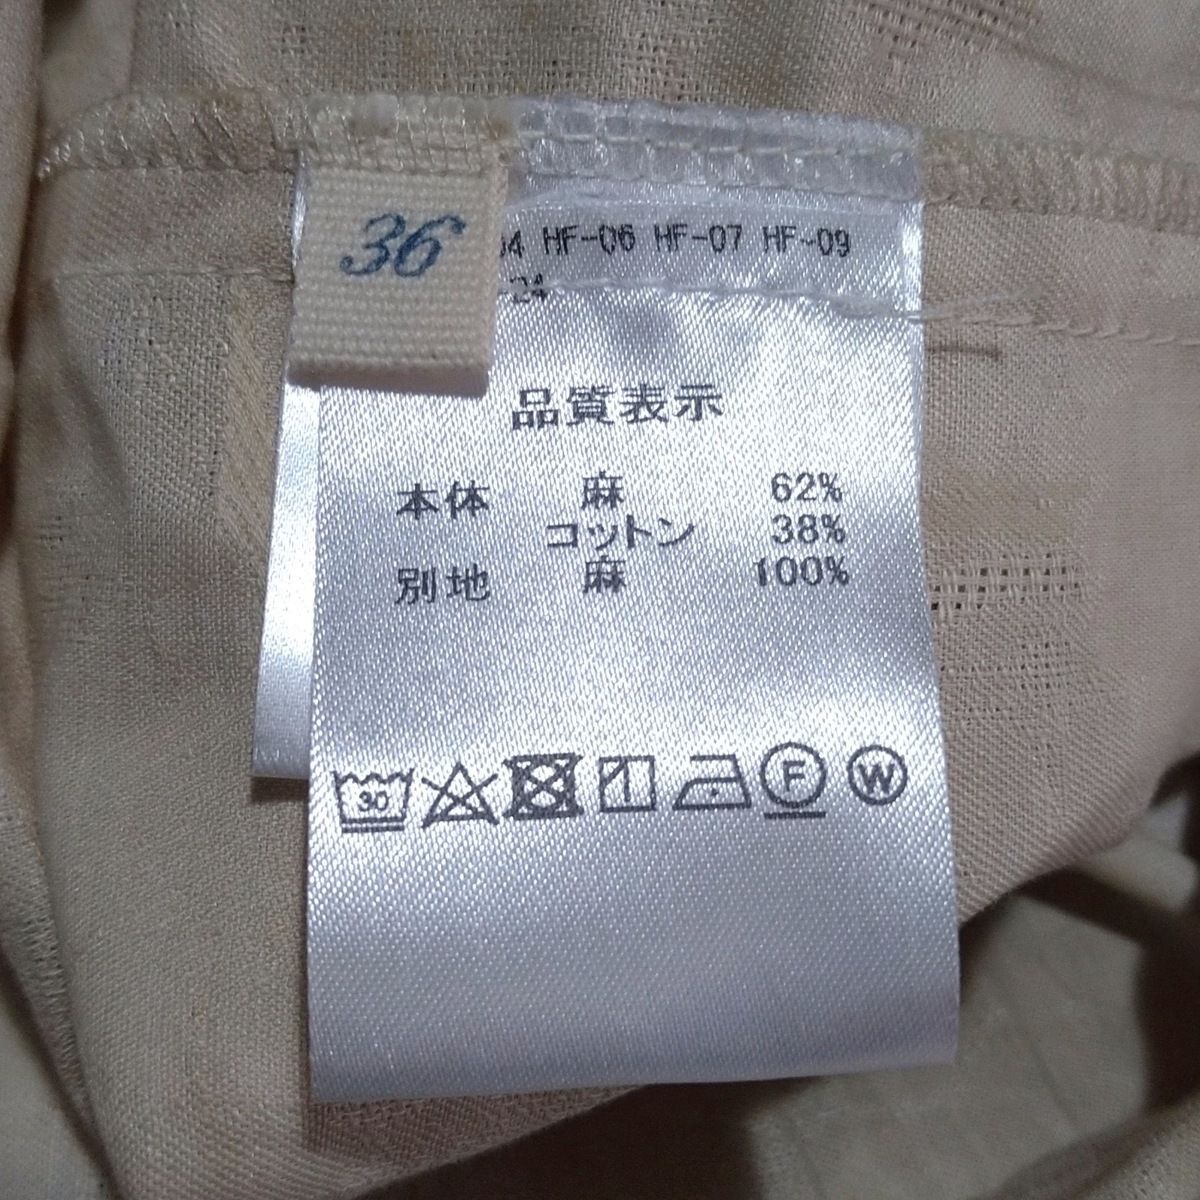 36
04 HF-06 HF-07 HF-09
-24
品質表示
本体 麻 62%
コットン 38%
別地 麻 100%
30
F W